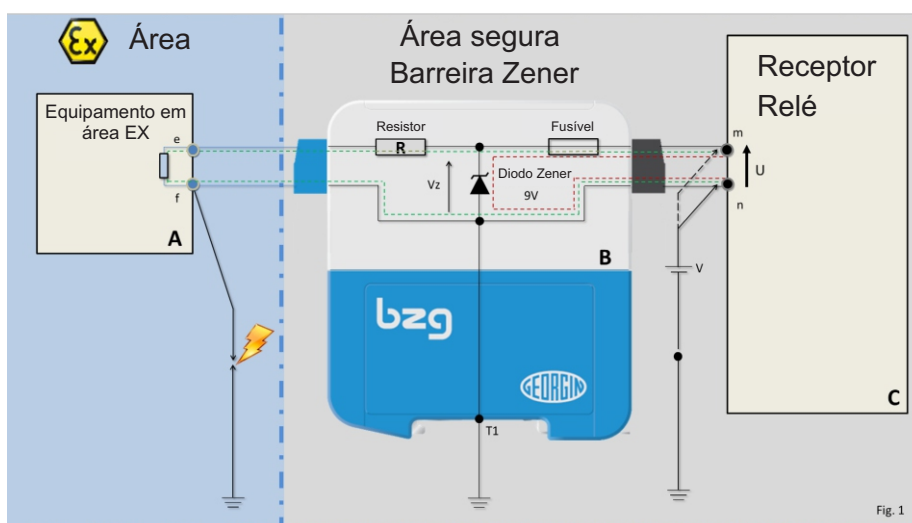 Ex
Área
Área segura
Barreira Zener
Receptor
Relé
Equipamento em
área EX
e
f
A
Resistor
R
Fusível
Vz
Diodo Zener
9V
B
m
U
n
V
bzg
GEORGIN
T1
C
Fig. 1